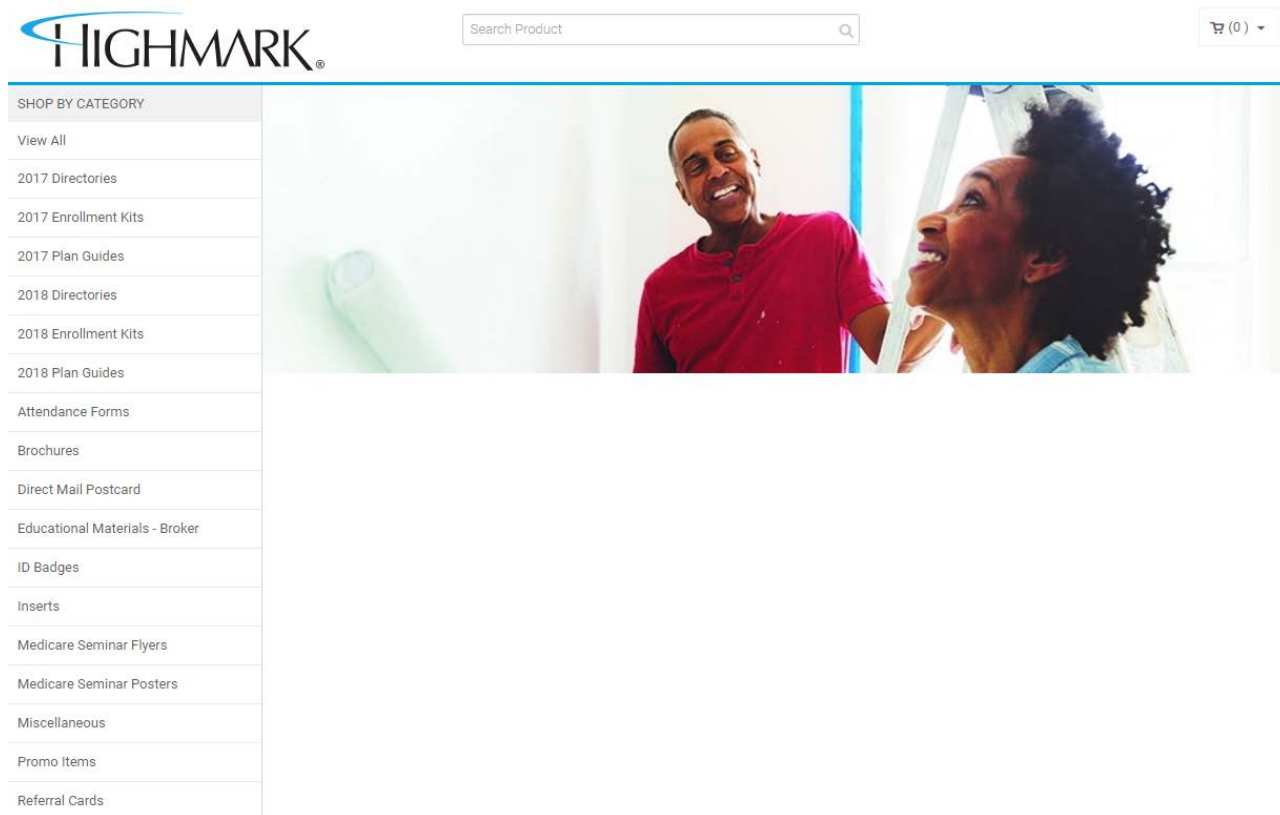 HIGHMARK®
Search Product
(0)
SHOP BY CATEGORY
View All
2017 Directories
2017 Enrollment Kits
2017 Plan Guides
2018 Directories
2018 Enrollment Kits
2018 Plan Guides
Attendance Forms
Brochures
Direct Mail Postcard
Educational Materials - Broker
ID Badges
Inserts
Medicare Seminar Flyers
Medicare Seminar Posters
Miscellaneous
Promo Items
Referral Cards